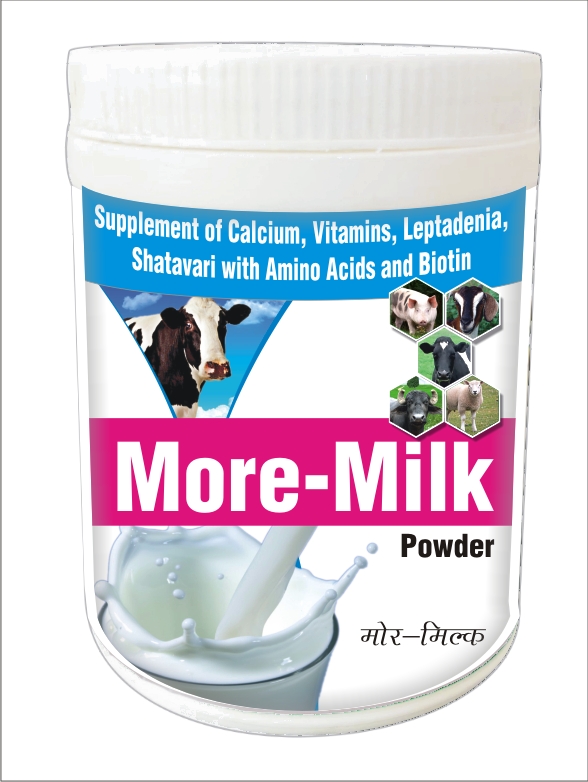 Supplement of Calcium, Vitamins, Leptadenia,
Shatavari with Amino Acids and Biotin
More-Milk
Powder
मोर-मिल्क